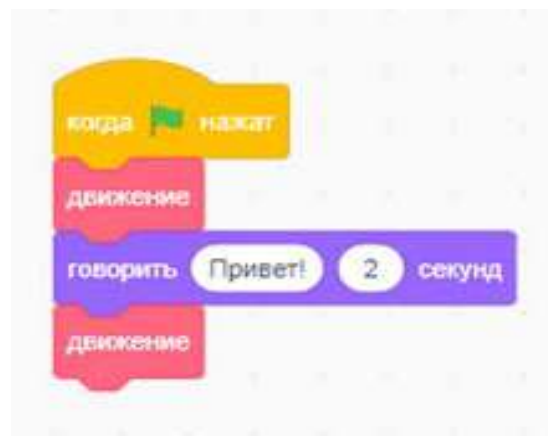 когда нажат
движение
говорить Привет! 2 секунд
движение